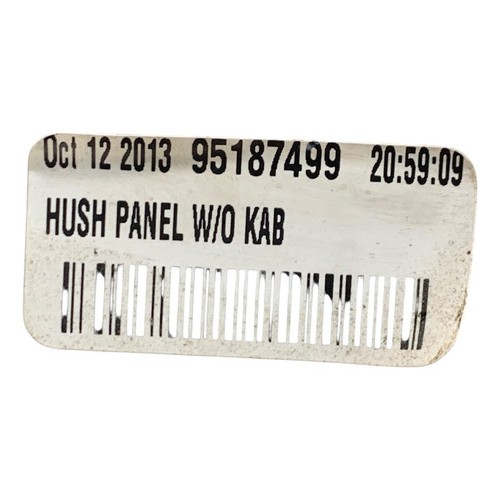 Oct 12 2013 95187499 20:59:09
HUSH PANEL W/O KAB